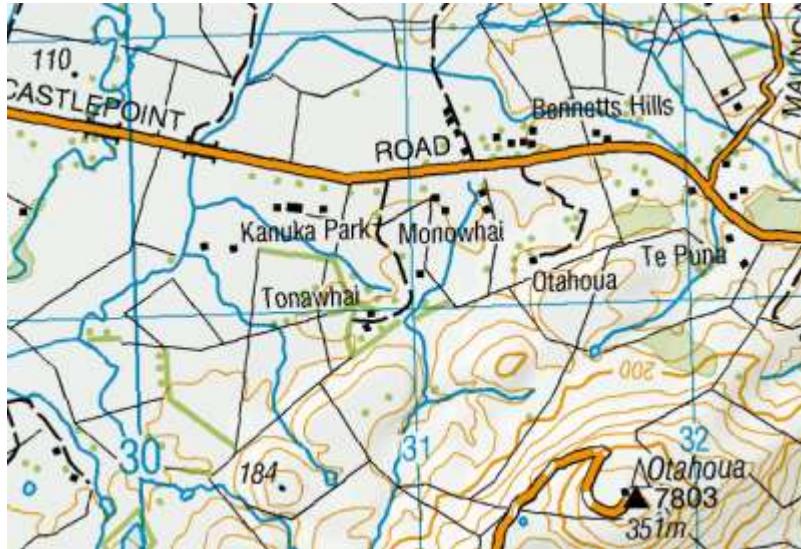 110
CASTLEPOINT
ROAD
Bennetts Hills
Kanuka Park
Monowhai
Te Puna
Otahoua
Tonawhai
200
30
31
32
184
Otahoua
7803
351m